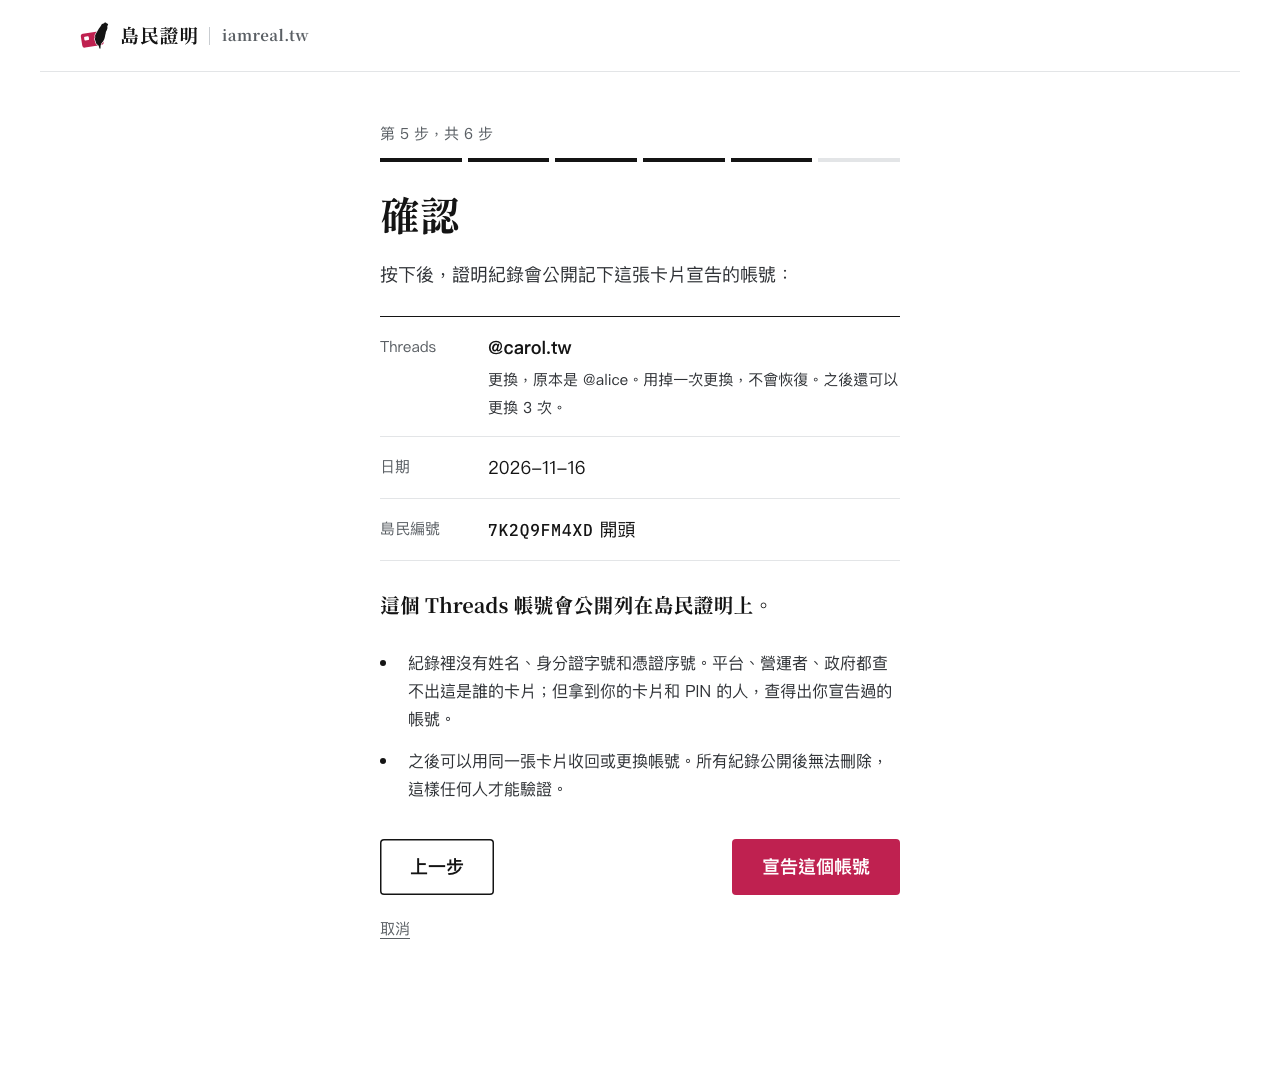 島民證明 iamreal.tw
第 5 步，共 6 步
確認
按下後，證明紀錄會公開記下這張卡片宣告的帳號：
Threads
@carol.tw
更換，原本是 @alice。用掉一次更換，不會恢復。之後還可以
更換 3 次。
日期
2026–11–16
島民編號
7K2Q9FM4XD 開頭
這個 Threads 帳號會公開列在島民證明上。
• 紀錄裡沒有姓名、身分證字號和憑證序號。平台、營運者、政府都查
不出這是誰的卡片；但拿到你的卡片和 PIN 的人，查得出你宣告過的
帳號。
• 之後可以用同一張卡片收回或更換帳號。所有紀錄公開後無法刪除，
這樣任何人才能驗證。
上一步
宣告這個帳號
取消